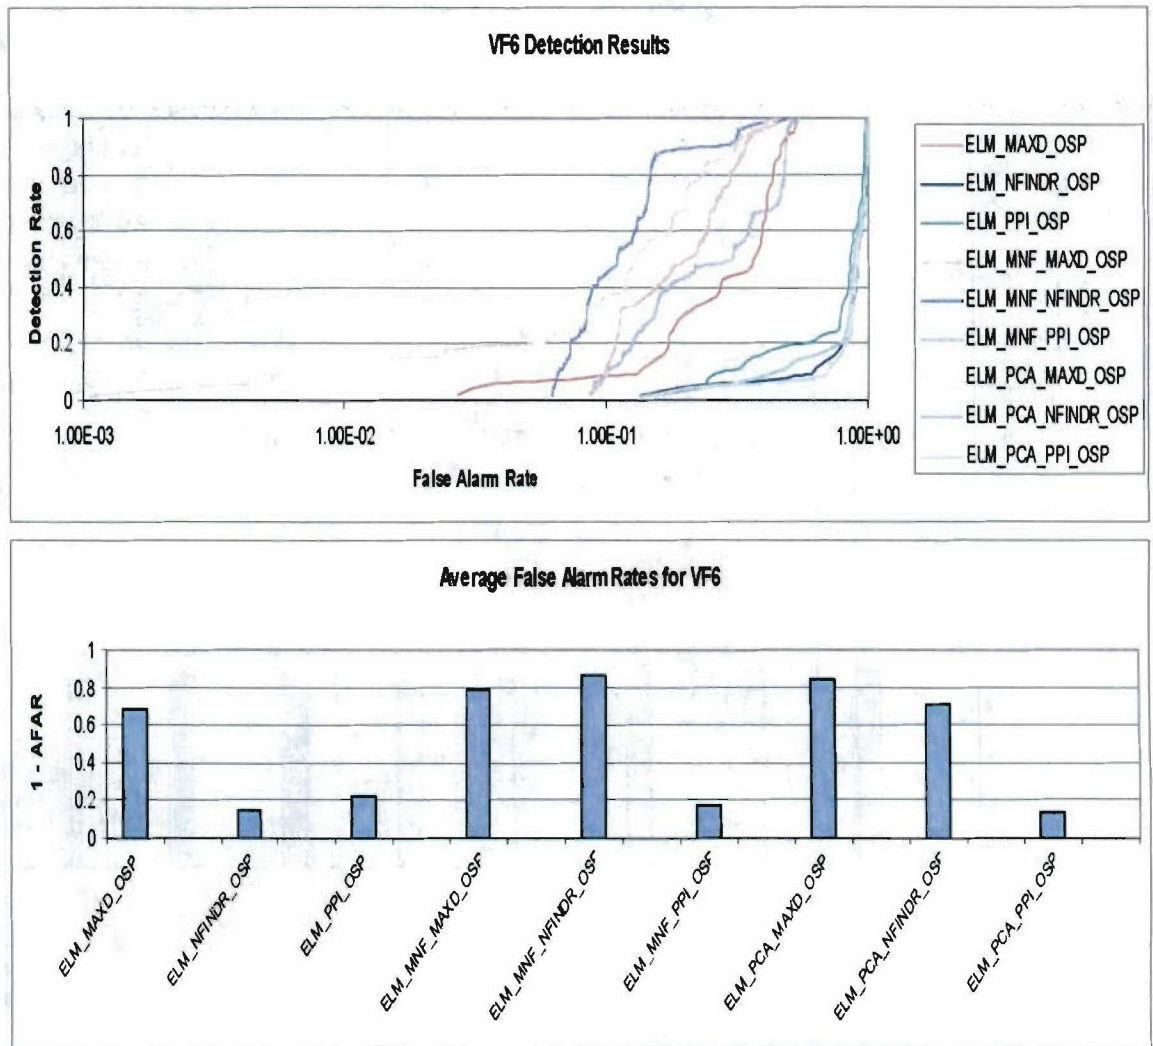 VF6 Detection Results
Detection Rate
1
0.8
0.6
0.4
0.2
0
1.00E-03
1.00E-02
1.00E-01
1.00E+00
False Alarm Rate
ELM_MAXD_OSP
ELM_NFINDR_OSP
ELM_PPI_OSP
ELM_MNF_MAXD_OSP
ELM_MNF_NFINDR_OSP
ELM_MNF_PPI_OSP
ELM_PCA_MAXD_OSP
ELM_PCA_NFINDR_OSP
ELM_PCA_PPI_OSP
Average False Alarm Rates for VF6
1 - AFAR
1
0.8
0.6
0.4
0.2
0
ELM_MAXD_OSP
ELM_NFINDR_OSP
ELM_PPI_OSP
ELM_MNF_MAXD_OSP
ELM_MNF_NFINDR_OSP
ELM_MNF_PPI_OSP
ELM_PCA_MAXD_OSP
ELM_PCA_NFINDR_OSP
ELM_PCA_PPI_OSP